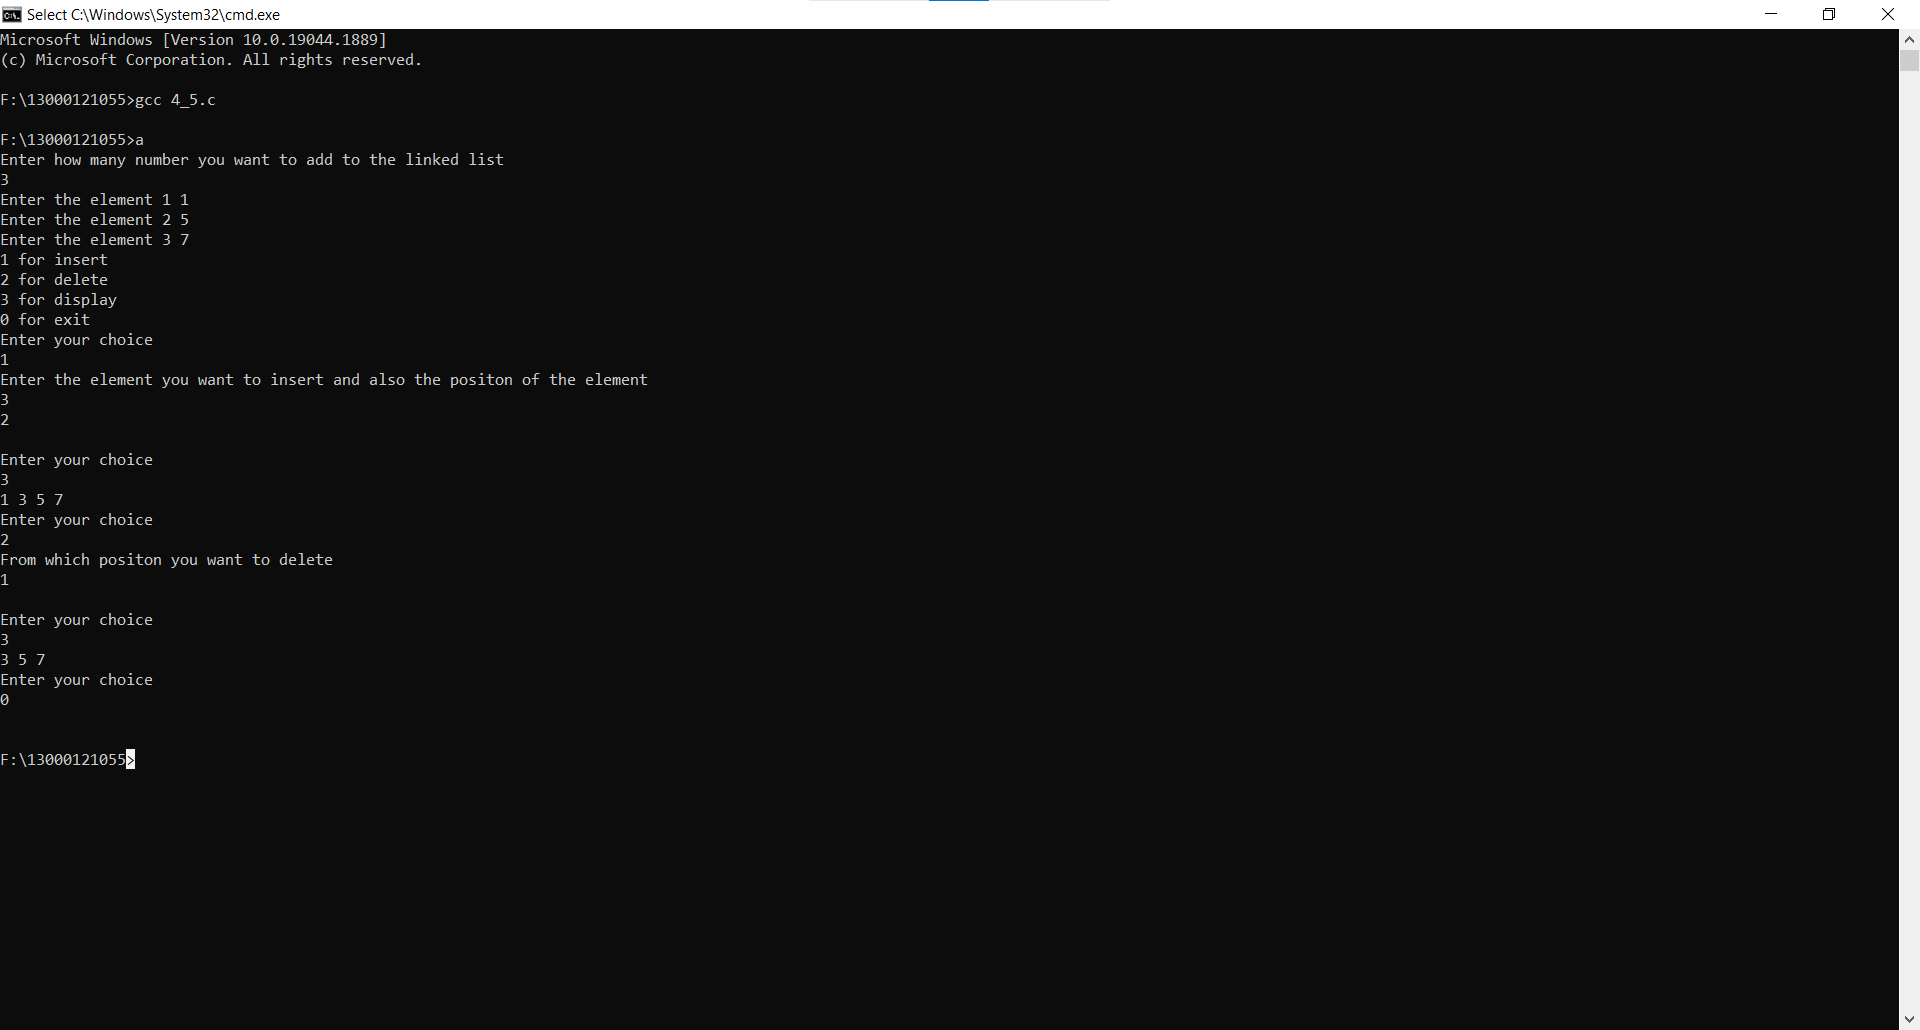 Select C:\Windows\System32\cmd.exe
Microsoft Windows [Version 10.0.19044.1889]
(c) Microsoft Corporation. All rights reserved.
F:\13000121055>gcc 4_5.c
F:\13000121055>a
Enter how many number you want to add to the linked list
3
Enter the element 1 1
Enter the element 2 5
Enter the element 3 7
1 for insert
2 for delete
3 for display
0 for exit
Enter your choice
1
Enter the element you want to insert and also the positon of the element
3
2
Enter your choice
3
1 3 5 7
Enter your choice
2
From which positon you want to delete
1
Enter your choice
3
3 5 7
Enter your choice
0
F:\13000121055>